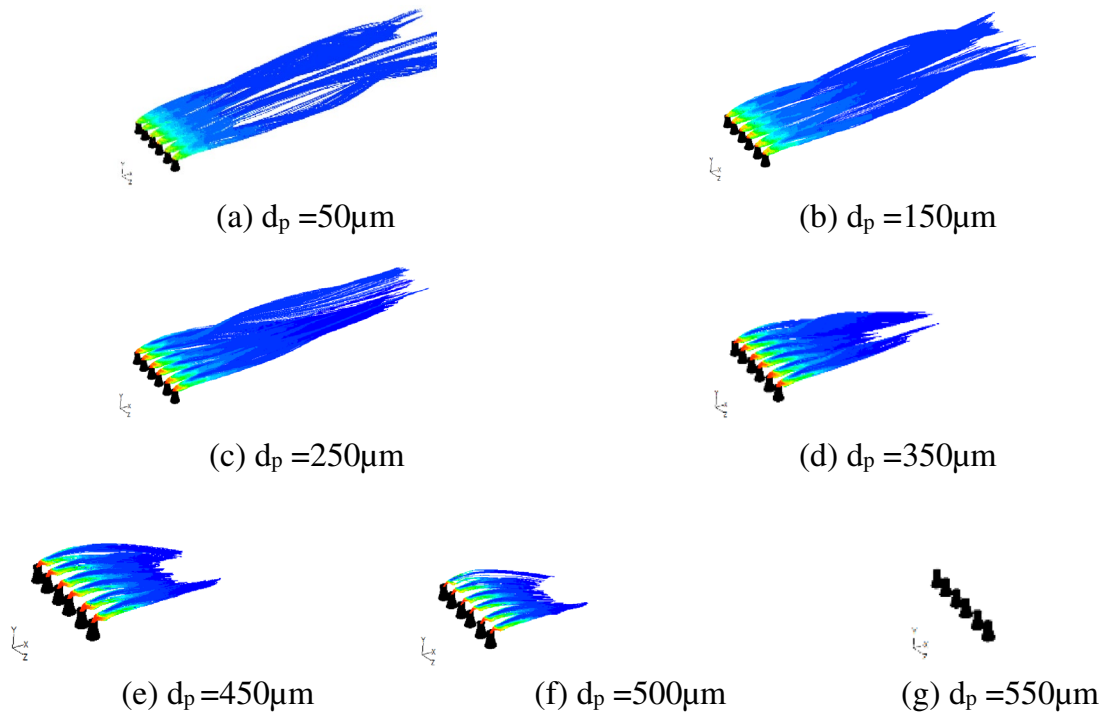 (a) dₚ =50µm
(b) dₚ =150µm
(c) dₚ =250µm
(d) dₚ =350µm
Y
X
Z
Y
X
Z
(e) dₚ =450µm
(f) dₚ =500µm
(g) dₚ =550µm